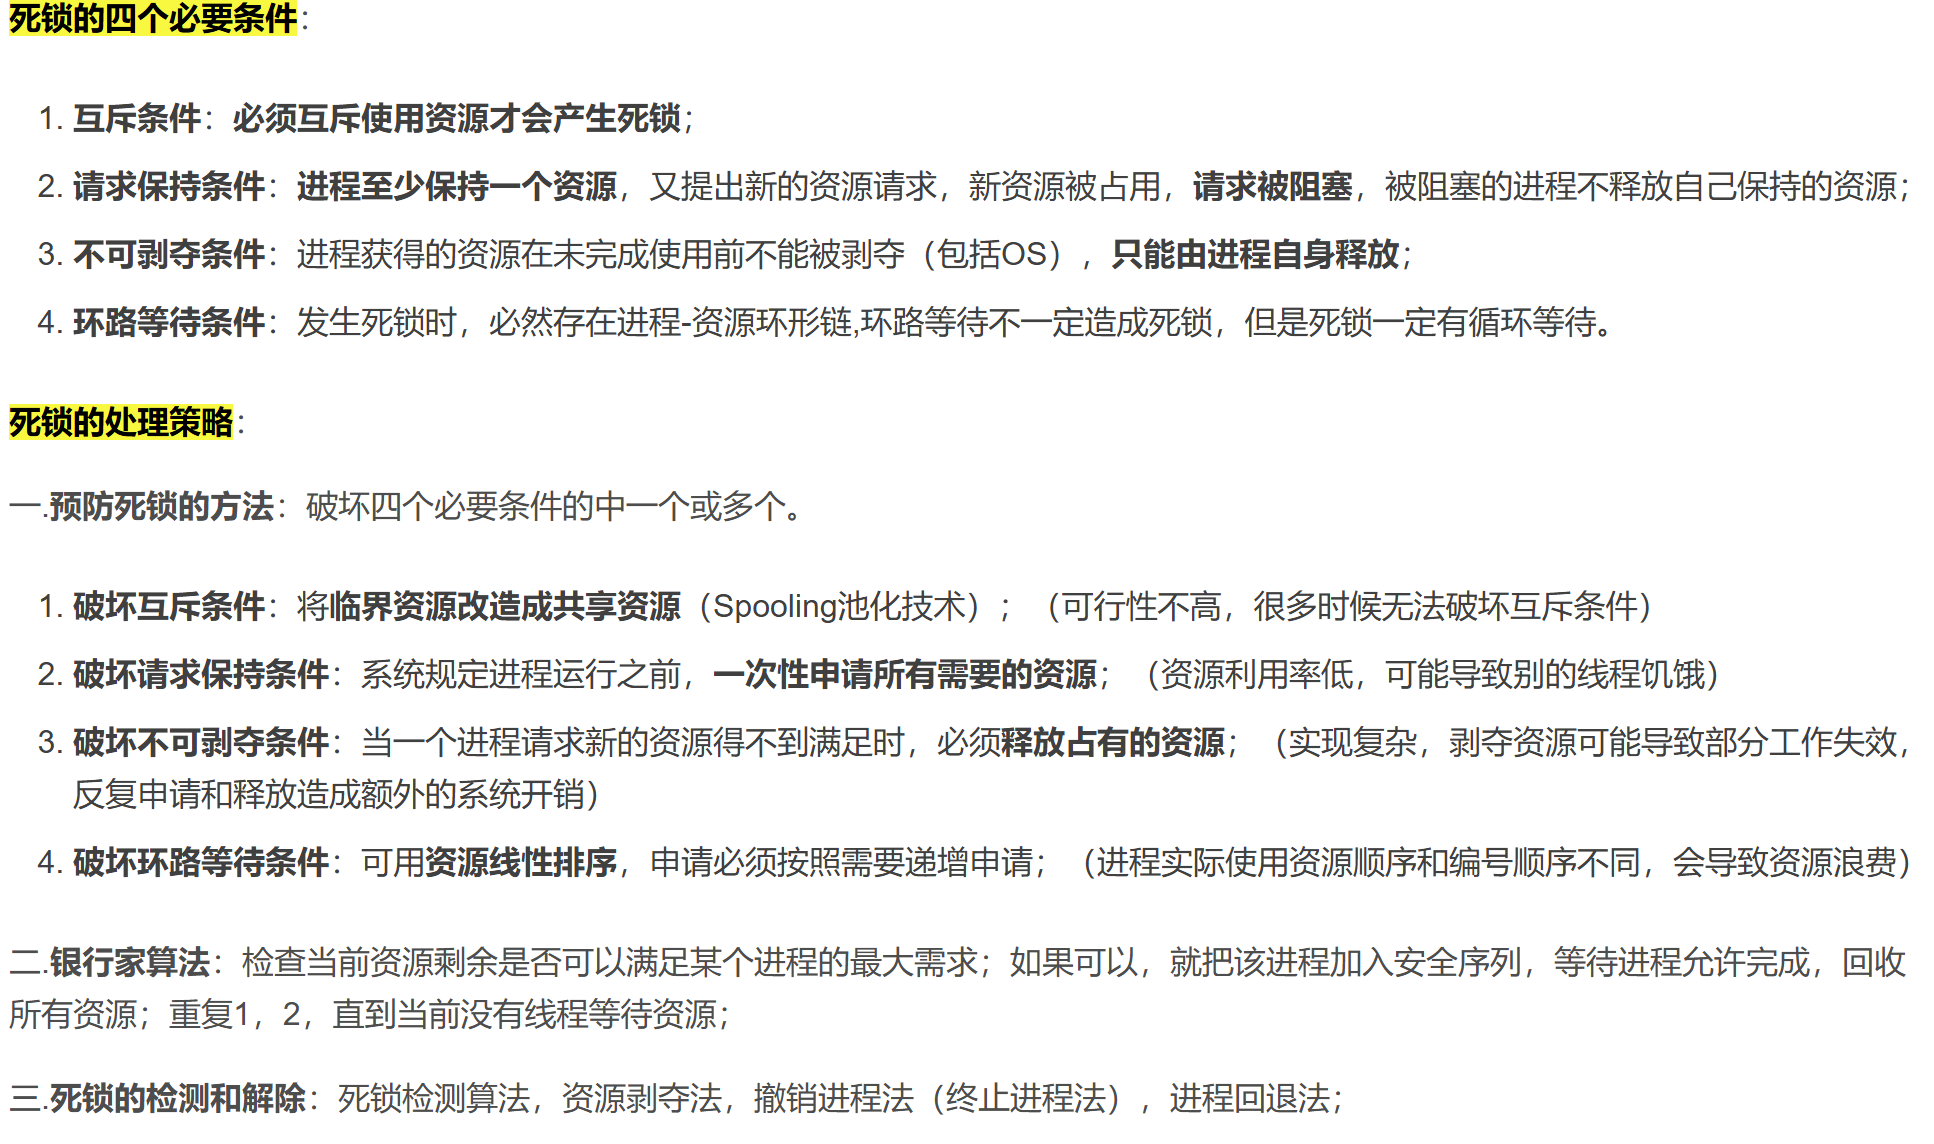 死锁的四个必要条件：
1. 互斥条件：必须互斥使用资源才会产生死锁；
2. 请求保持条件：进程至少保持一个资源，又提出新的资源请求，新资源被占用，请求被阻塞，被阻塞的进程不释放自己保持的资源；
3. 不可剥夺条件：进程获得的资源在未完成使用前不能被剥夺（包括OS），只能由进程自身释放；
4. 环路等待条件：发生死锁时，必然存在进程-资源环形链,环路等待不一定造成死锁，但是死锁一定有循环等待。
死锁的处理策略：
一.预防死锁的方法：破坏四个必要条件的中一个或多个。
1. 破坏互斥条件：将临界资源改造成共享资源（Spooling池化技术）；（可行性不高，很多时候无法破坏互斥条件）
2. 破坏请求保持条件：系统规定进程运行之前，一次性申请所有需要的资源；（资源利用率低，可能导致别的线程饥饿）
3. 破坏不可剥夺条件：当一个进程请求新的资源得不到满足时，必须释放占有的资源；（实现复杂，剥夺资源可能导致部分工作失效，
反复申请和释放造成额外的系统开销）
4. 破坏环路等待条件：可用资源线性排序，申请必须按照需要递增申请；（进程实际使用资源顺序和编号顺序不同，会导致资源浪费）
二.银行家算法：检查当前资源剩余是否可以满足某个进程的最大需求；如果可以，就把该进程加入安全序列，等待进程允许完成，回收
所有资源；重复1，2，直到当前没有线程等待资源；
三.死锁的检测和解除：死锁检测算法，资源剥夺法，撤销进程法（终止进程法），进程回退法；